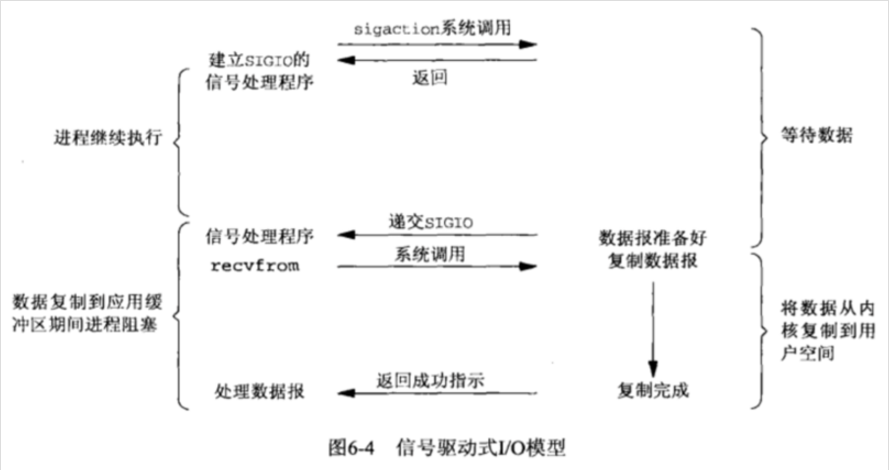 sigaction系统调用
建立SIGIO的
信号处理程序
返回
进程继续执行
等待数据
递交SIGIO
信号处理程序
数据报准备好
系统调用
recvfrom
复制数据报
数据复制到应用缓
冲区期间进程阻塞
将数据从内
核复制到用
户空间
返回成功指示
处理数据报
复制完成
图6-4 信号驱动式I/O模型